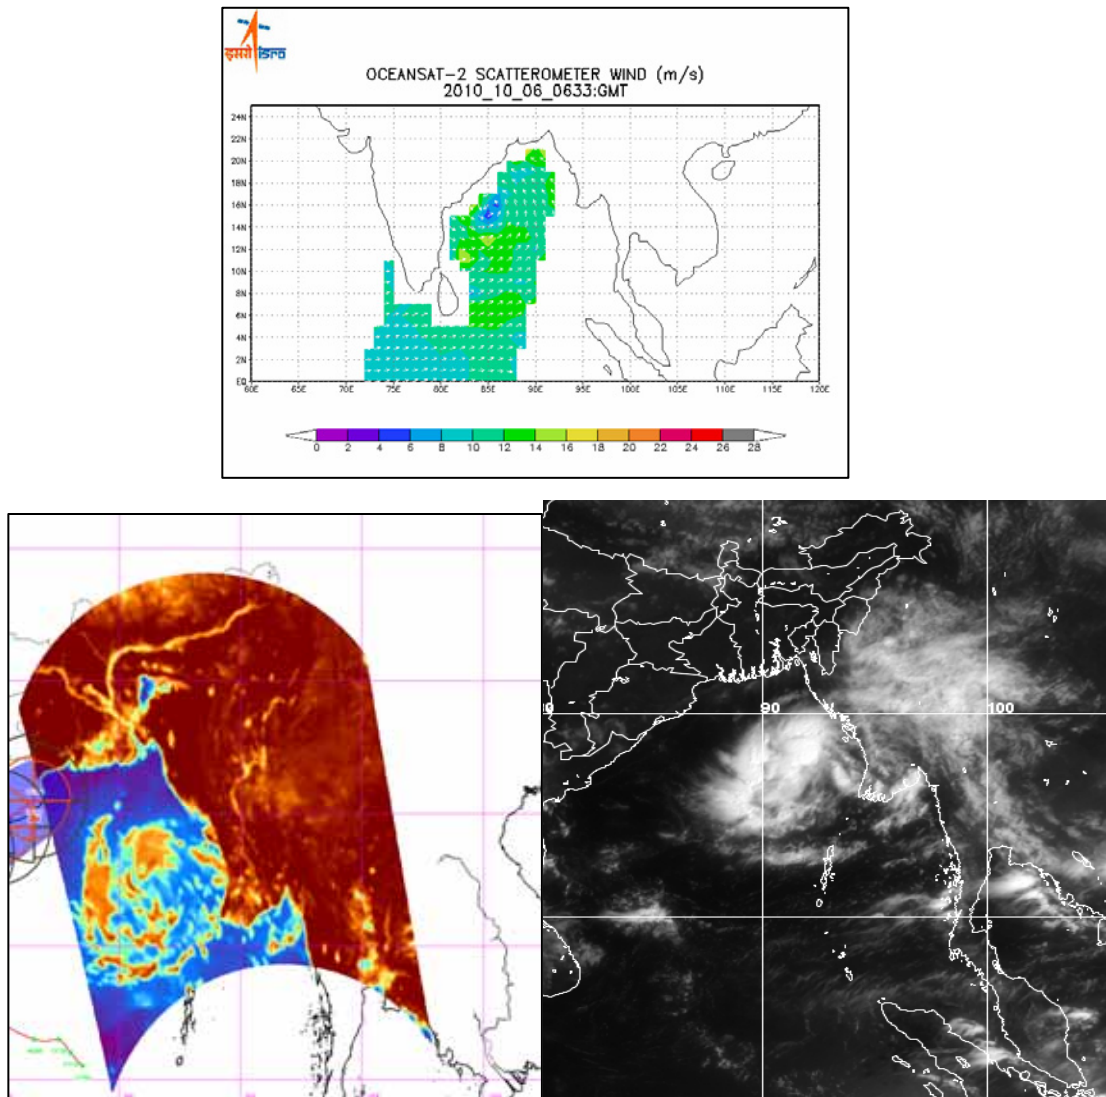 इसरो isro
OCEANSAT-2 SCATTEROMETER WIND (m/s)
2010_10_06_0633:GMT
24N
22N
20N
18N
16N
14N
12N
10N
8N
6N
4N
2N
EQ
60E 65E 70E 75E 80E 85E 90E 95E 100E 105E 110E 115E 120E
0 2 4 6 8 10 12 14 16 18 20 22 24 26 28
90 100